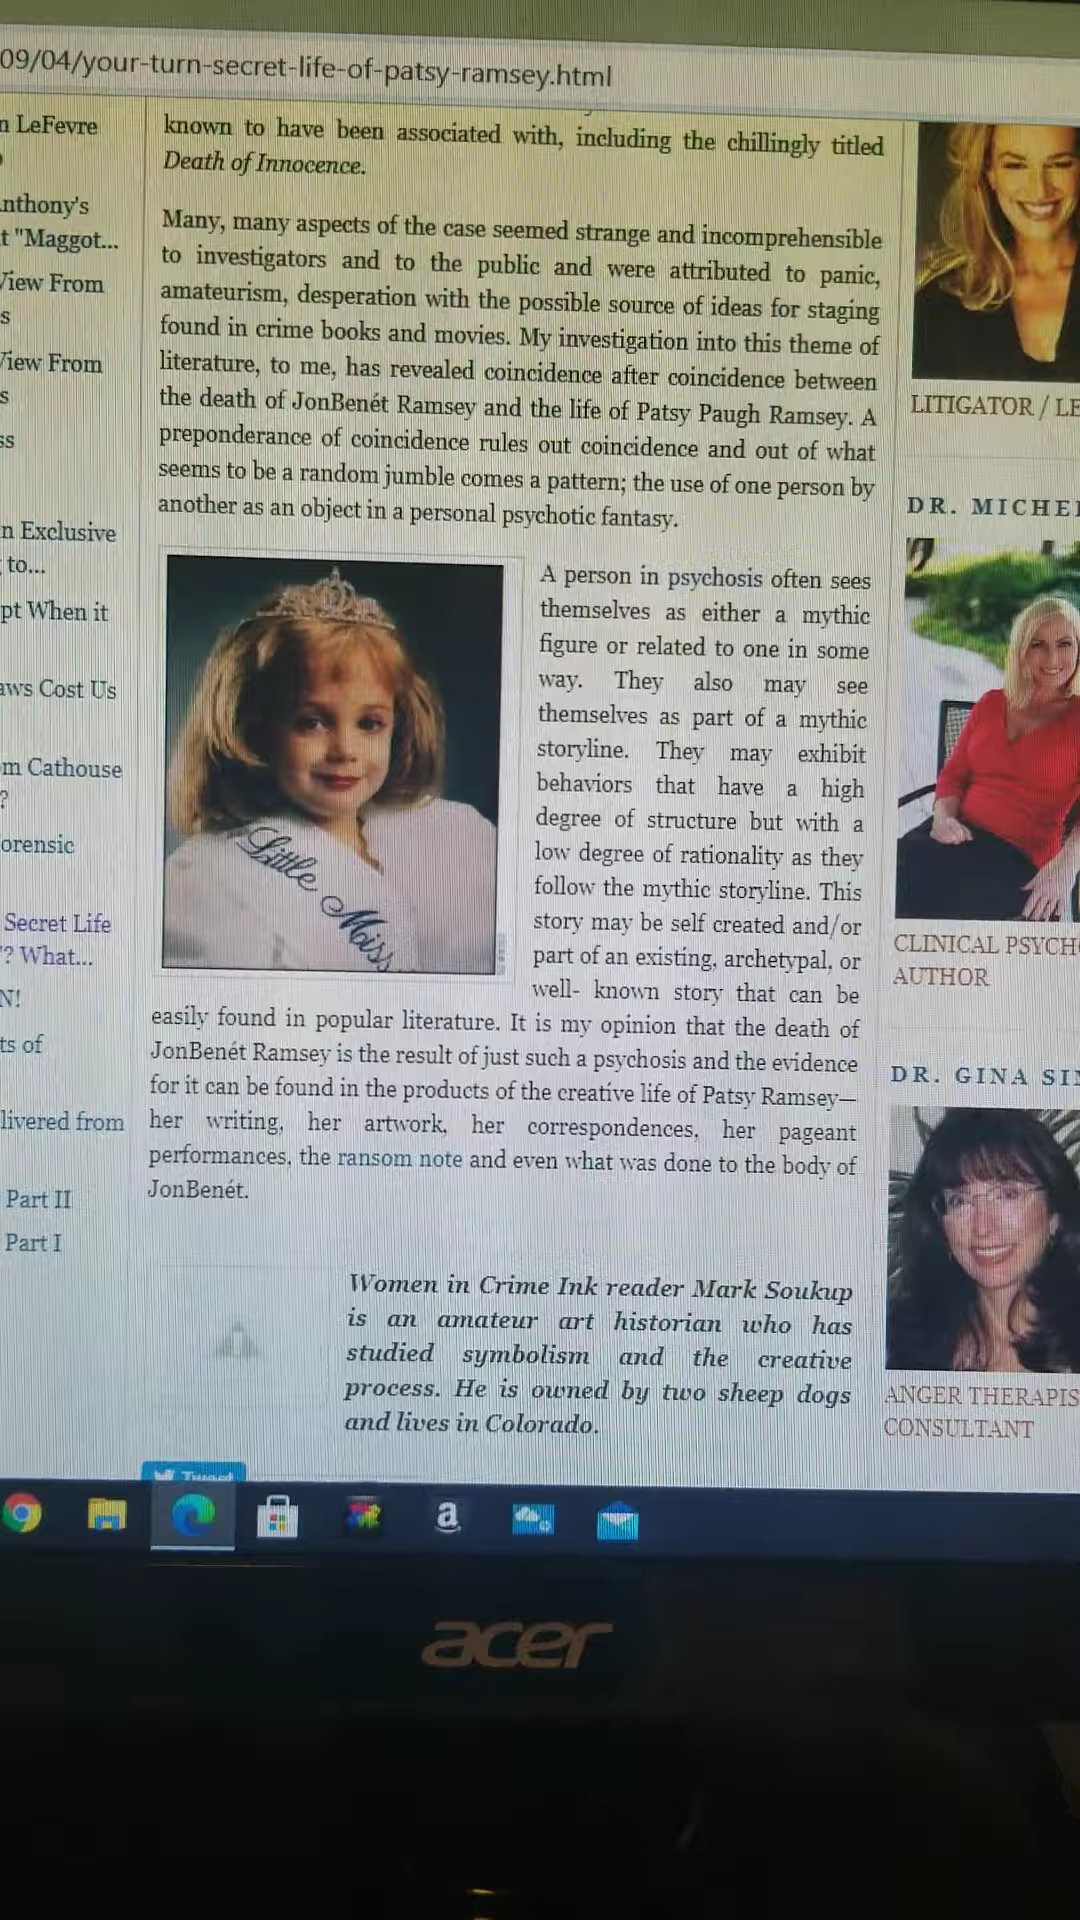 09/04/your-turn-secret-life-of-patsy-ramsey.html
n LeFevre
nthony's
t "Maggot...
View From
s
View From
s
ss
n Exclusive
to...
pt When it
aws Cost Us
m Cathouse
?
orensic
Secret Life
"? What...
N!
ts of
livered from
Part II
Part I
known to have been associated with, including the chillingly titled
Death of Innocence.
Many, many aspects of the case seemed strange and incomprehensible
to investigators and to the public and were attributed to panic,
amateurism, desperation with the possible source of ideas for staging
found in crime books and movies. My investigation into this theme of
literature, to me, has revealed coincidence after coincidence between
the death of JonBenét Ramsey and the life of Patsy Paugh Ramsey. A
preponderance of coincidence rules out coincidence and out of what
seems to be a random jumble comes a pattern; the use of one person by
another as an object in a personal psychotic fantasy.
Little Miss
A person in psychosis often sees
themselves as either a mythic
figure or related to one in some
way. They also may see
themselves as part of a mythic
storyline. They may exhibit
behaviors that have a high
degree of structure but with a
low degree of rationality as they
follow the mythic storyline. This
story may be self created and/or
part of an existing, archetypal, or
well- known story that can be
easily found in popular literature. It is my opinion that the death of
JonBenét Ramsey is the result of just such a psychosis and the evidence
for it can be found in the products of the creative life of Patsy Ramsey—
her writing, her artwork, her correspondences, her pageant
performances, the ransom note and even what was done to the body of
JonBenét.
Women in Crime Ink reader Mark Soukup
is an amateur art historian who has
studied symbolism and the creative
process. He is owned by two sheep dogs
and lives in Colorado.
Tweet
LITIGATOR / LE
DR. MICHE
CLINICAL PSYCH
AUTHOR
DR. GINA SI
ANGER THERAPIS
CONSULTANT
a
acer